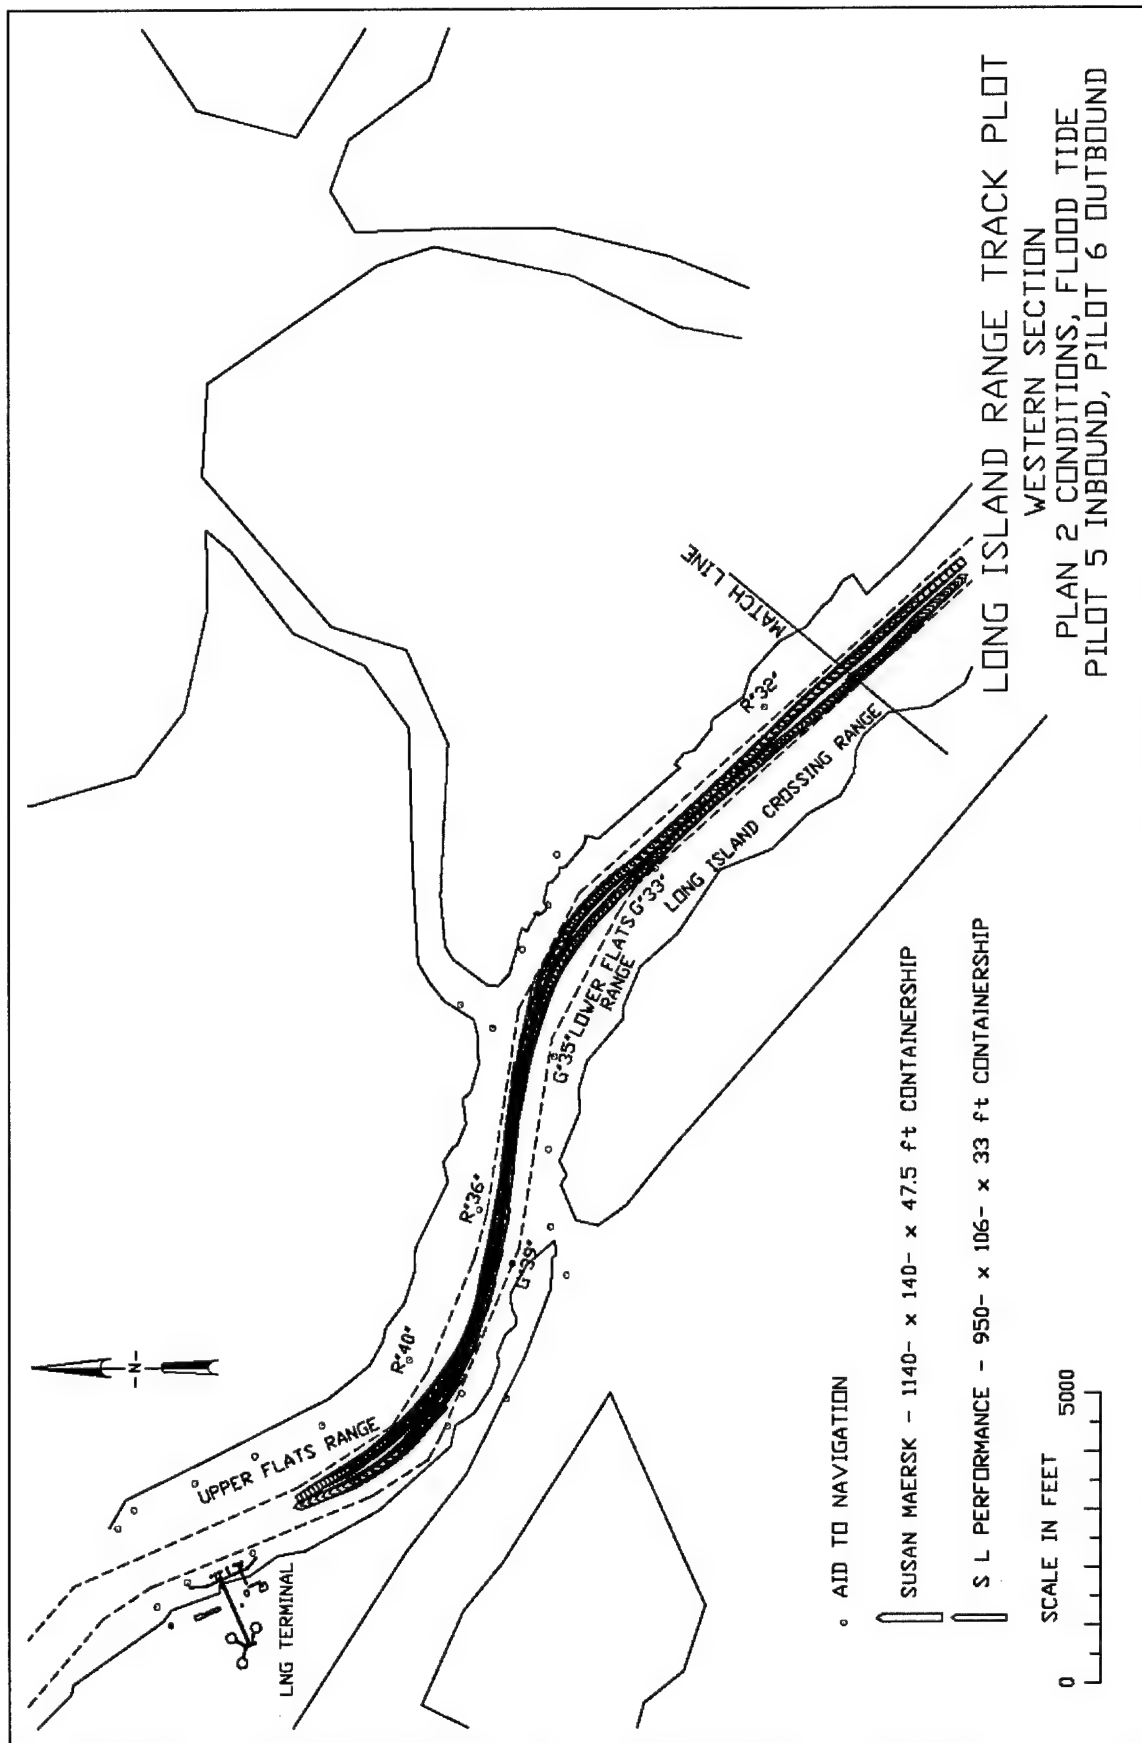 LONG ISLAND RANGE TRACK PLOT
WESTERN SECTION
PLAN 2 CONDITIONS, FLOOD TIDE
PILOT 5 INBOUND, PILOT 6 OUTBOUND
MATCH LINE
R"32"
LONG ISLAND CROSSING RANGE
G"33"
LOWER FLATS
RANGE
G"35"
R"36"
G"39"
R"40"
UPPER FLATS RANGE
LNG TERMINAL
-N-
AID TO NAVIGATION
SUSAN MAERSK - 1140- x 140- x 47.5 ft CONTAINERSHIP
S L PERFORMANCE - 950- x 106- x 33 ft CONTAINERSHIP
SCALE IN FEET
0 5000